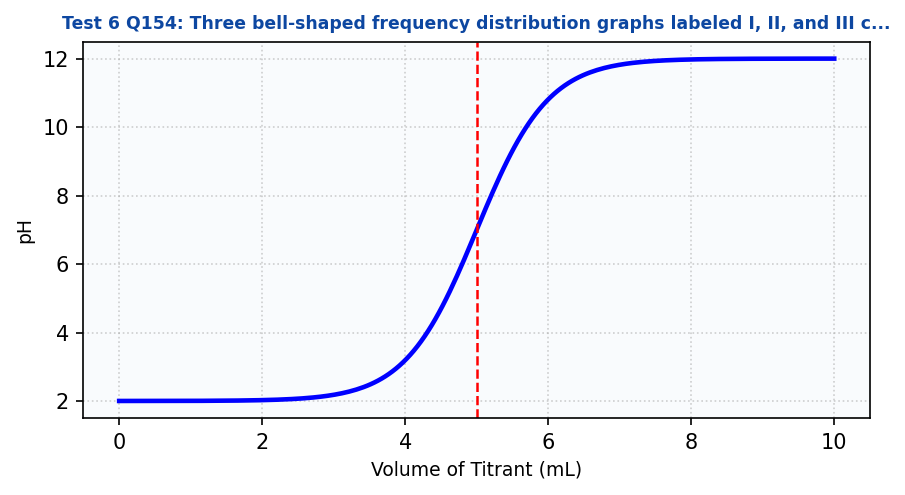 Test 6 Q154: Three bell-shaped frequency distribution graphs labeled I, II, and III c...
12
10
8
6
4
2
pH
0 2 4 6 8 10
Volume of Titrant (mL)